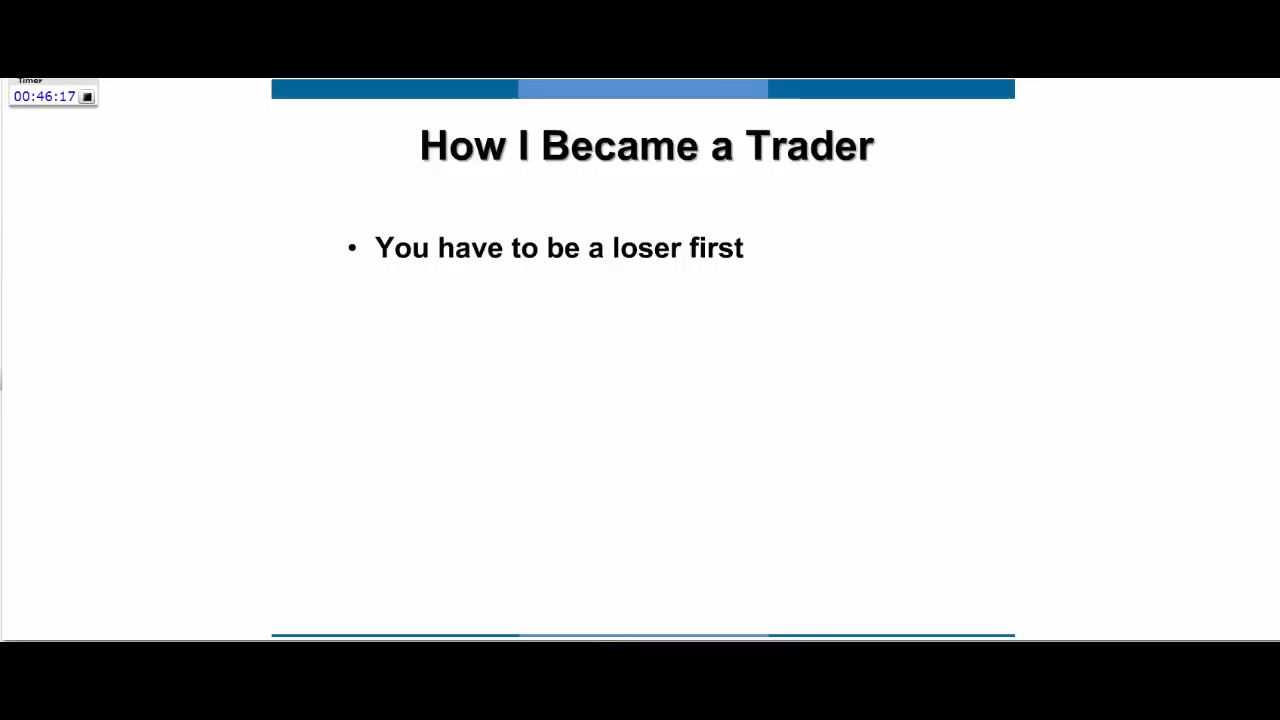 Timer
00:46:17
How I Became a Trader
• You have to be a loser first